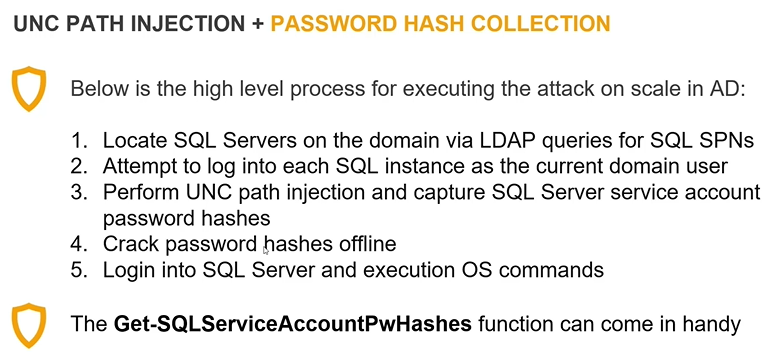 UNC PATH INJECTION + PASSWORD HASH COLLECTION
Below is the high level process for executing the attack on scale in AD:
1. Locate SQL Servers on the domain via LDAP queries for SQL SPNs
2. Attempt to log into each SQL instance as the current domain user
3. Perform UNC path injection and capture SQL Server service account
password hashes
4. Crack password hashes offline
5. Login into SQL Server and execution OS commands
The Get-SQLServiceAccountPwHashes function can come in handy